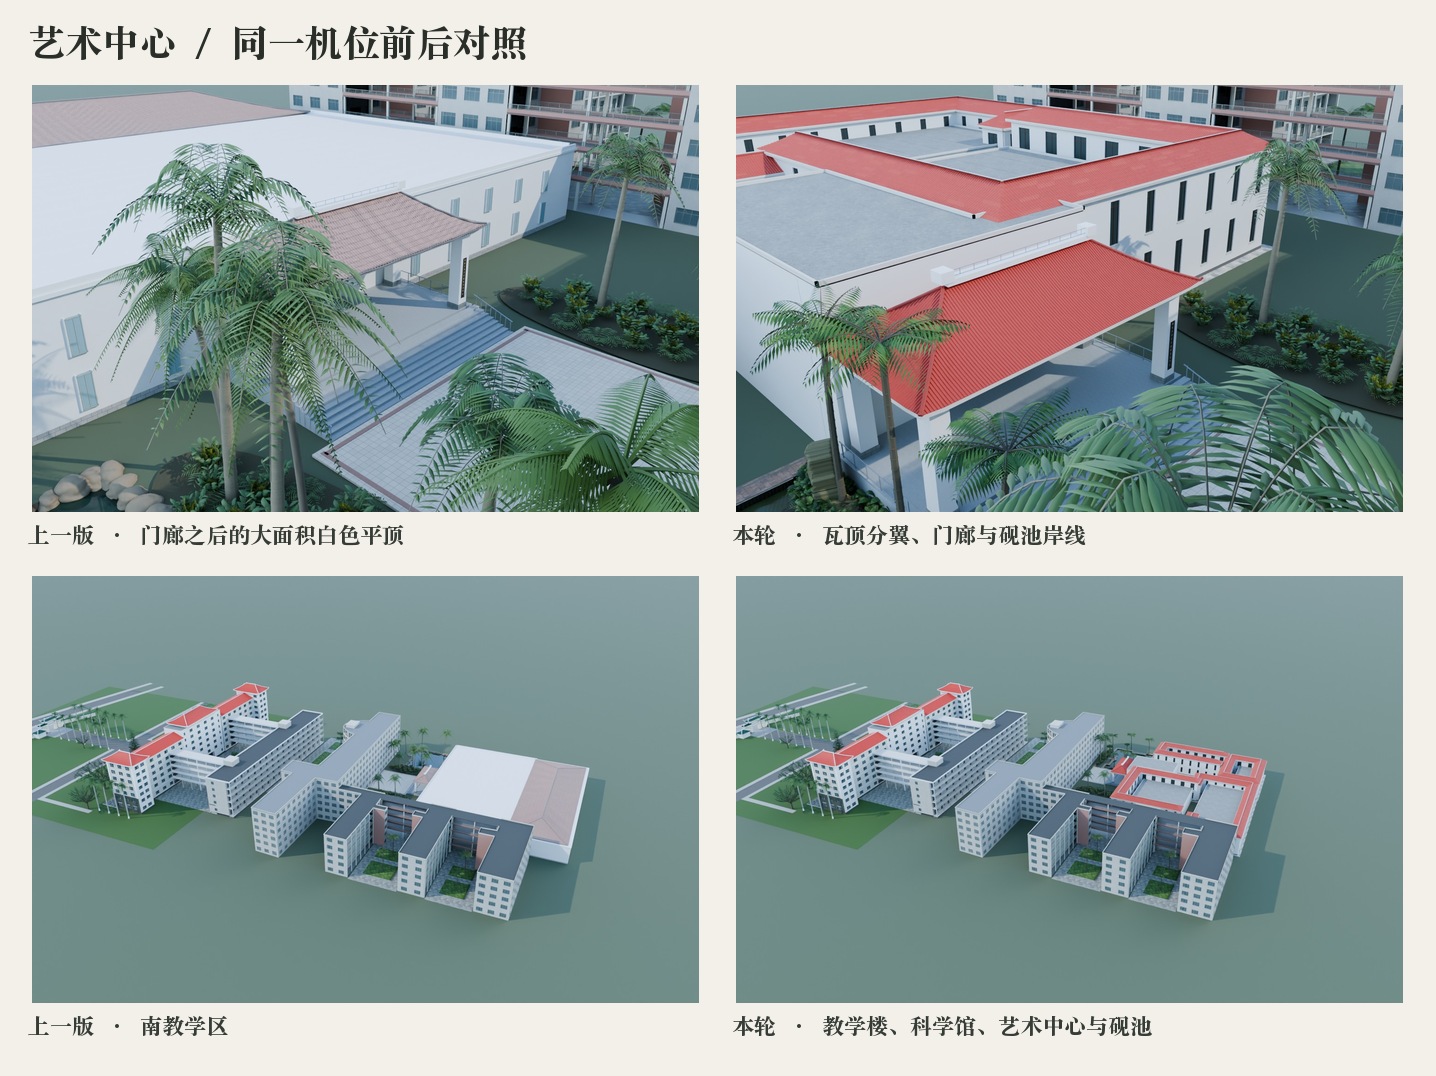 艺术中心 / 同一机位前后对照
上一版 · 门廊之后的大面积白色平顶
本轮 · 瓦顶分翼、门廊与砚池岸线
上一版 · 南教学区
本轮 · 教学楼、科学馆、艺术中心与砚池